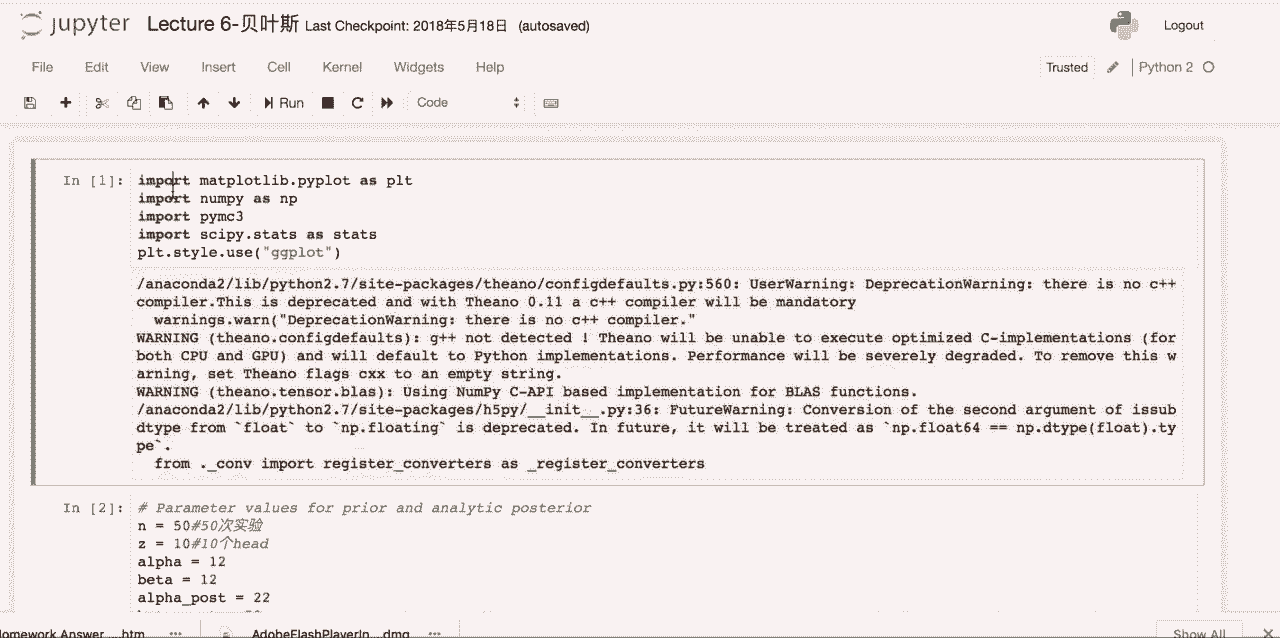 jupyter Lecture 6-贝叶斯 Last Checkpoint: 2018年5月18日 (autosaved) Logout
File Edit View Insert Cell Kernel Widgets Help Trusted Python 2
Run Code
In [1]: import matplotlib.pyplot as plt
import numpy as np
import pymc3
import scipy.stats as stats
plt.style.use("ggplot")
/anaconda2/lib/python2.7/site-packages/theano/configdefaults.py:560: UserWarning: DeprecationWarning: there is no c++
compiler.This is deprecated and with Theano 0.11 a c++ compiler will be mandatory
warnings.warn("DeprecationWarning: there is no c++ compiler."
WARNING (theano.configdefaults): g++ not detected ! Theano will be unable to execute optimized C-implementations (for
both CPU and GPU) and will default to Python implementations. Performance will be severely degraded. To remove this w
arning, set Theano flags cxx to an empty string.
WARNING (theano.tensor.blas): Using NumPy C-API based implementation for BLAS functions.
/anaconda2/lib/python2.7/site-packages/h5py/__init__.py:36: FutureWarning: Conversion of the second argument of issub
dtype from `float` to `np.floating` is deprecated. In future, it will be treated as `np.float64 == np.dtype(float).ty
pe`.
from ._conv import register_converters as _register_converters
In [2]: # Parameter values for prior and analytic posterior
n = 50#50次实验
z = 10#10个head
alpha = 12
beta = 12
alpha_post = 22
Homework Answer....htm AdobeFlashPlayerIn....dmg Show All